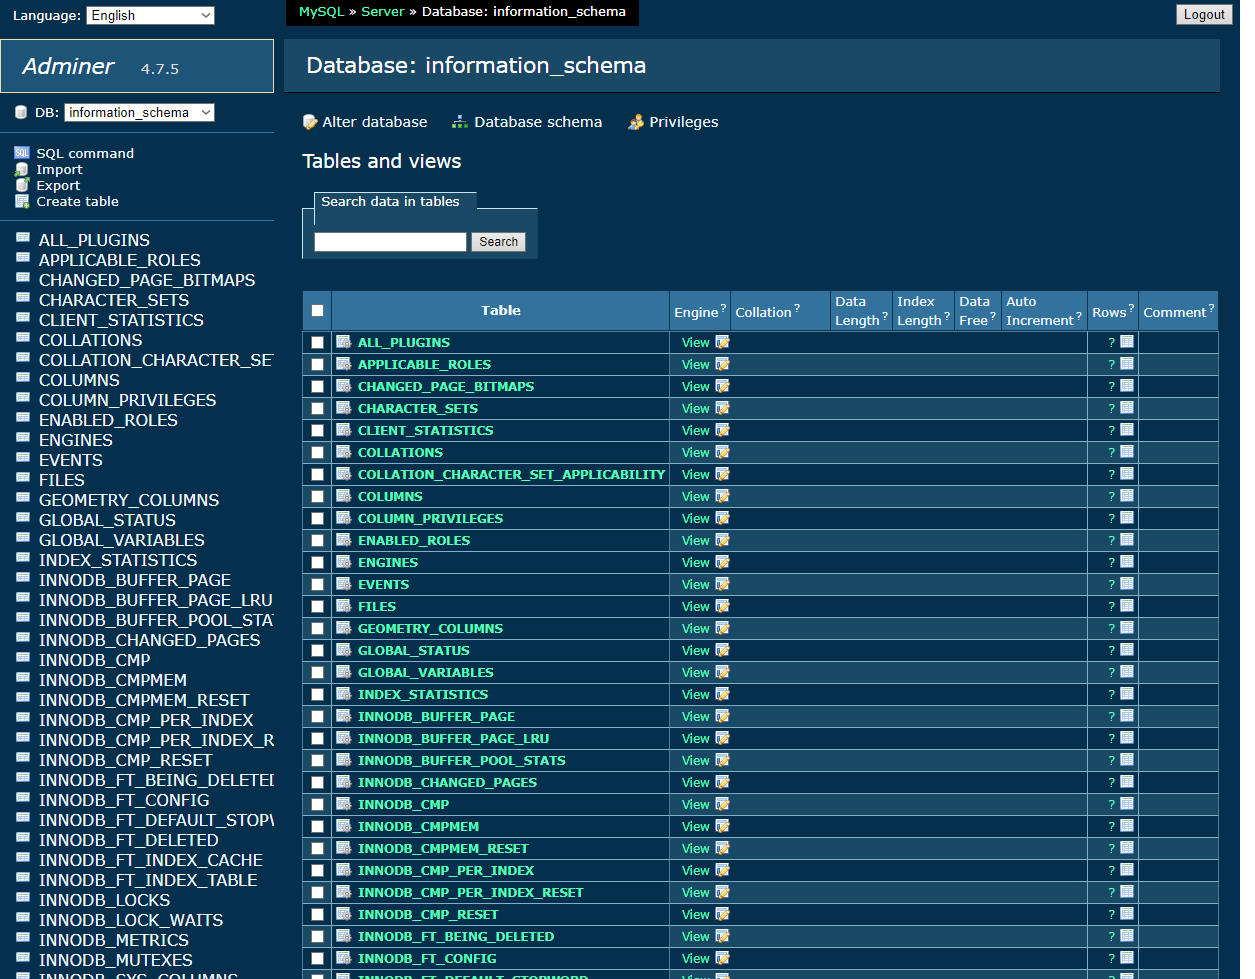 Language: English
MySQL » Server » Database: information_schema
Logout
Adminer 4.7.5
Database: information_schema
DB: information_schema
Alter database Database schema Privileges
SQL command
Import
Export
Create table
Tables and views
Search data in tables
Search
ALL_PLUGINS
APPLICABLE_ROLES
CHANGED_PAGE_BITMAPS
CHARACTER_SETS
CLIENT_STATISTICS
COLLATIONS
COLLATION_CHARACTER_SE
COLUMNS
COLUMN_PRIVILEGES
ENABLED_ROLES
ENGINES
EVENTS
FILES
GEOMETRY_COLUMNS
GLOBAL_STATUS
GLOBAL_VARIABLES
INDEX_STATISTICS
INNODB_BUFFER_PAGE
INNODB_BUFFER_PAGE_LRU
INNODB_BUFFER_POOL_STA
INNODB_CHANGED_PAGES
INNODB_CMP
INNODB_CMPMEM
INNODB_CMPMEM_RESET
INNODB_CMP_PER_INDEX
INNODB_CMP_PER_INDEX_R
INNODB_CMP_RESET
INNODB_FT_BEING_DELETED
INNODB_FT_CONFIG
INNODB_FT_DEFAULT_STOPW
INNODB_FT_DELETED
INNODB_FT_INDEX_CACHE
INNODB_FT_INDEX_TABLE
INNODB_LOCKS
INNODB_LOCK_WAITS
INNODB_METRICS
INNODB_MUTEXES
INNODB_SYS_COLUMNS
Table Engine? Collation? Data Length? Index Length? Data Free? Auto Increment? Rows? Comment?
ALL_PLUGINS View ?
APPLICABLE_ROLES View ?
CHANGED_PAGE_BITMAPS View ?
CHARACTER_SETS View ?
CLIENT_STATISTICS View ?
COLLATIONS View ?
COLLATION_CHARACTER_SET_APPLICABILITY View ?
COLUMNS View ?
COLUMN_PRIVILEGES View ?
ENABLED_ROLES View ?
ENGINES View ?
EVENTS View ?
FILES View ?
GEOMETRY_COLUMNS View ?
GLOBAL_STATUS View ?
GLOBAL_VARIABLES View ?
INDEX_STATISTICS View ?
INNODB_BUFFER_PAGE View ?
INNODB_BUFFER_PAGE_LRU View ?
INNODB_BUFFER_POOL_STATS View ?
INNODB_CHANGED_PAGES View ?
INNODB_CMP View ?
INNODB_CMPMEM View ?
INNODB_CMPMEM_RESET View ?
INNODB_CMP_PER_INDEX View ?
INNODB_CMP_PER_INDEX_RESET View ?
INNODB_CMP_RESET View ?
INNODB_FT_BEING_DELETED View ?
INNODB_FT_CONFIG View ?
INNODB_FT_DEFAULT_STOPWORD View ?